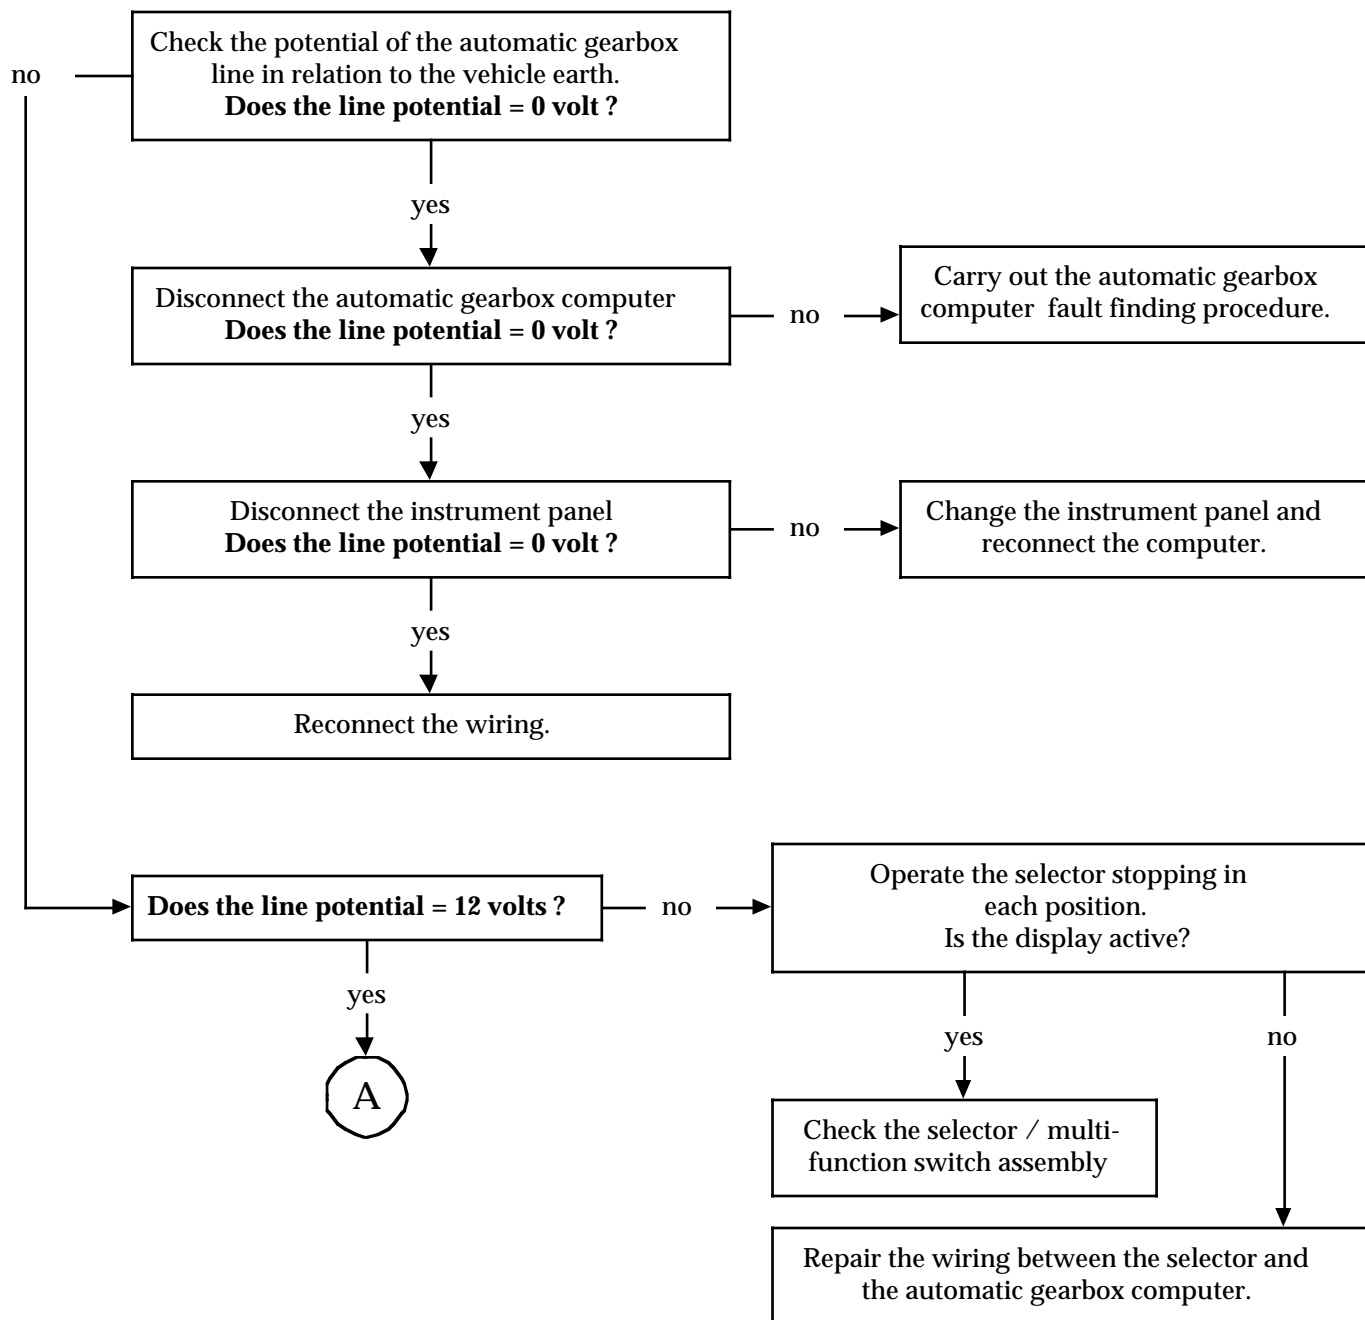 Check the potential of the automatic gearbox
line in relation to the vehicle earth.
Does the line potential = 0 volt ?
no
yes
Disconnect the automatic gearbox computer
Does the line potential = 0 volt ?
no
Carry out the automatic gearbox
computer fault finding procedure.
yes
Disconnect the instrument panel
Does the line potential = 0 volt ?
no
Change the instrument panel and
reconnect the computer.
yes
Reconnect the wiring.
Does the line potential = 12 volts ?
no
Operate the selector stopping in
each position.
Is the display active?
yes
A
yes
no
Check the selector / multi-
function switch assembly
Repair the wiring between the selector and
the automatic gearbox computer.